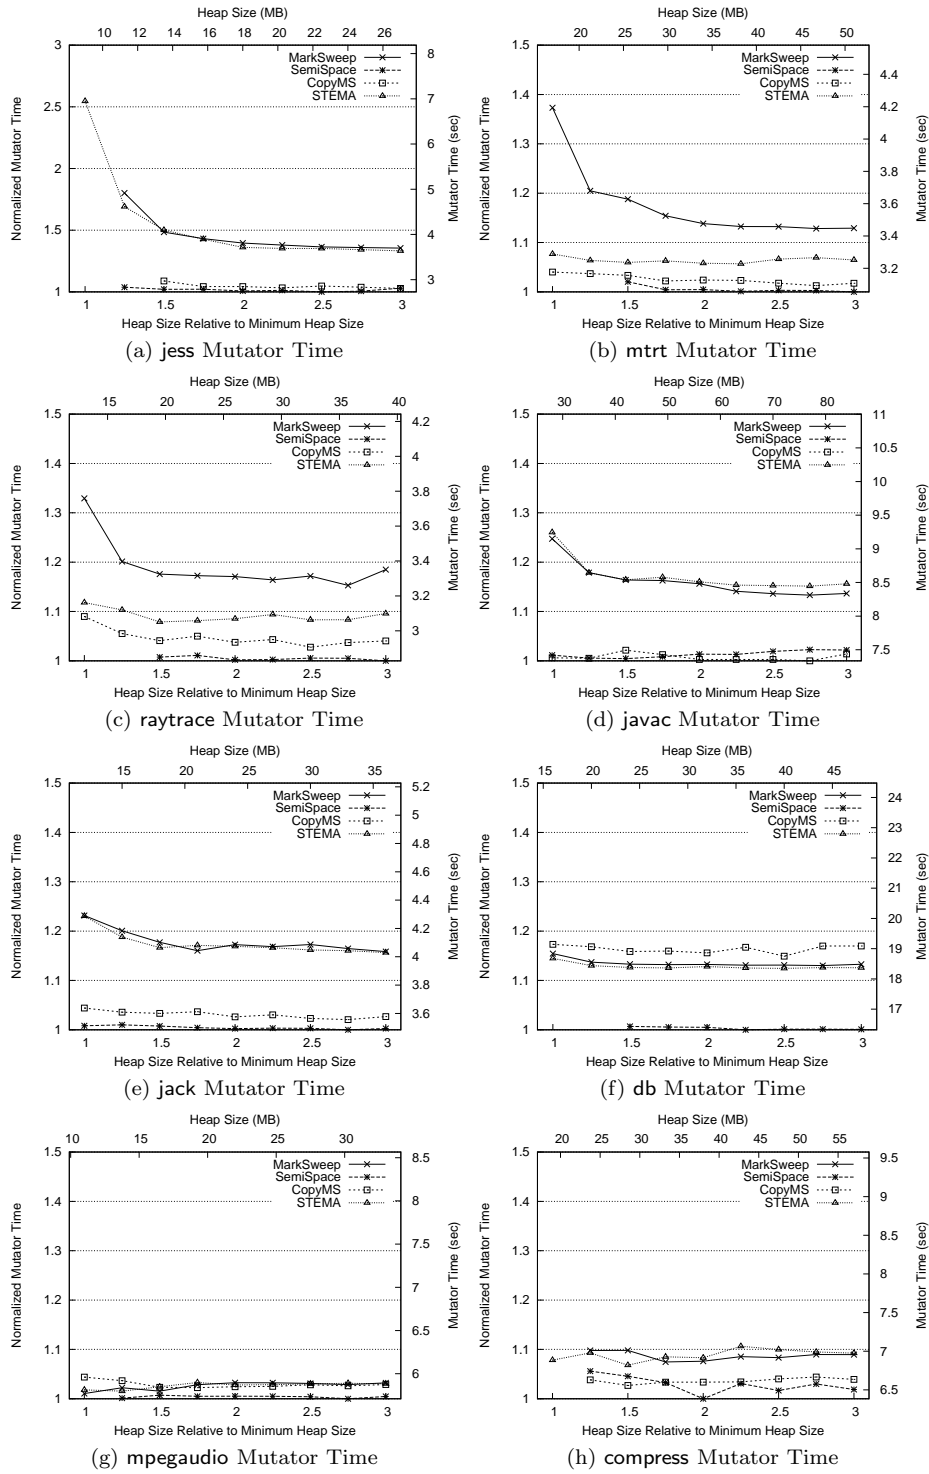 Heap Size (MB)
10 12 14 16 18 20 22 24 26
Normalized Mutator Time
3
2.5
2
1.5
1
MarkSweep
SemiSpace
CopyMS
STEMA
8
7
6
5
4
3
Mutator Time (sec)
1 1.5 2 2.5 3
Heap Size Relative to Minimum Heap Size
(a) jess Mutator Time
Heap Size (MB)
20 25 30 35 40 45 50
Normalized Mutator Time
1.5
1.4
1.3
1.2
1.1
1
MarkSweep
SemiSpace
CopyMS
STEMA
4.4
4.2
4
3.8
3.6
3.4
3.2
Mutator Time (sec)
1 1.5 2 2.5 3
Heap Size Relative to Minimum Heap Size
(b) mtrt Mutator Time
Heap Size (MB)
15 20 25 30 35 40
Normalized Mutator Time
1.5
1.4
1.3
1.2
1.1
1
MarkSweep
SemiSpace
CopyMS
STEMA
4.2
4
3.8
3.6
3.4
3.2
3
Mutator Time (sec)
1 1.5 2 2.5 3
Heap Size Relative to Minimum Heap Size
(c) raytrace Mutator Time
Heap Size (MB)
30 40 50 60 70 80
Normalized Mutator Time
1.5
1.4
1.3
1.2
1.1
1
MarkSweep
SemiSpace
CopyMS
STEMA
11
10.5
10
9.5
9
8.5
8
7.5
Mutator Time (sec)
1 1.5 2 2.5 3
Heap Size Relative to Minimum Heap Size
(d) javac Mutator Time
Heap Size (MB)
15 20 25 30 35
Normalized Mutator Time
1.5
1.4
1.3
1.2
1.1
1
MarkSweep
SemiSpace
CopyMS
STEMA
5.2
5
4.8
4.6
4.4
4.2
4
3.8
3.6
Mutator Time (sec)
1 1.5 2 2.5 3
Heap Size Relative to Minimum Heap Size
(e) jack Mutator Time
Heap Size (MB)
15 20 25 30 35 40 45
Normalized Mutator Time
1.5
1.4
1.3
1.2
1.1
1
MarkSweep
SemiSpace
CopyMS
STEMA
24
23
22
21
20
19
18
17
Mutator Time (sec)
1 1.5 2 2.5 3
Heap Size Relative to Minimum Heap Size
(f) db Mutator Time
Heap Size (MB)
10 15 20 25 30
Normalized Mutator Time
1.5
1.4
1.3
1.2
1.1
1
MarkSweep
SemiSpace
CopyMS
STEMA
8.5
8
7.5
7
6.5
6
Mutator Time (sec)
1 1.5 2 2.5 3
Heap Size Relative to Minimum Heap Size
(g) mpegaudio Mutator Time
Heap Size (MB)
20 25 30 35 40 45 50 55
Normalized Mutator Time
1.5
1.4
1.3
1.2
1.1
1
MarkSweep
SemiSpace
CopyMS
STEMA
9.5
9
8.5
8
7.5
7
6.5
Mutator Time (sec)
1 1.5 2 2.5 3
Heap Size Relative to Minimum Heap Size
(h) compress Mutator Time